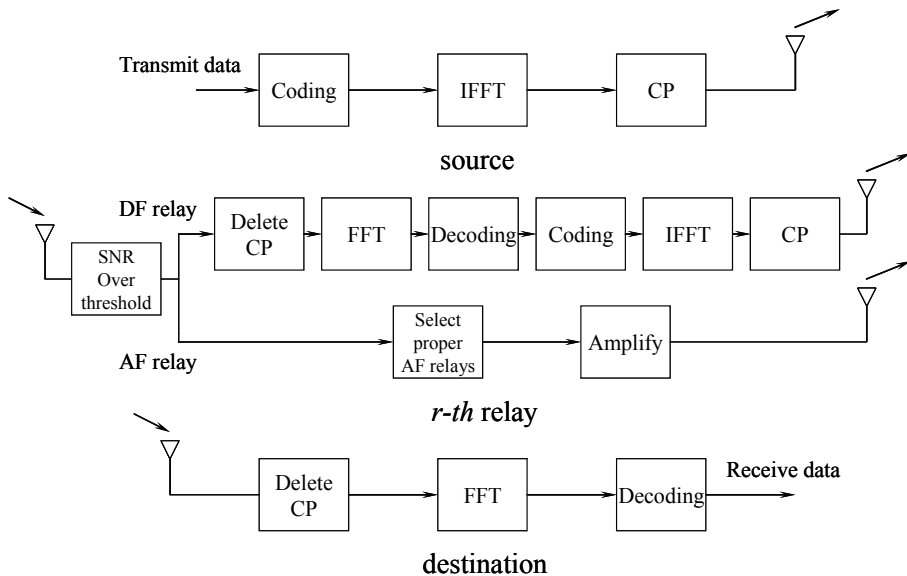 Transmit data
Coding
IFFT
CP
source
DF relay
Delete
CP
FFT
Decoding
Coding
IFFT
CP
SNR
Over
threshold
AF relay
Select
proper
AF relays
Amplify
r-th relay
Delete
CP
FFT
Decoding
Receive data
destination